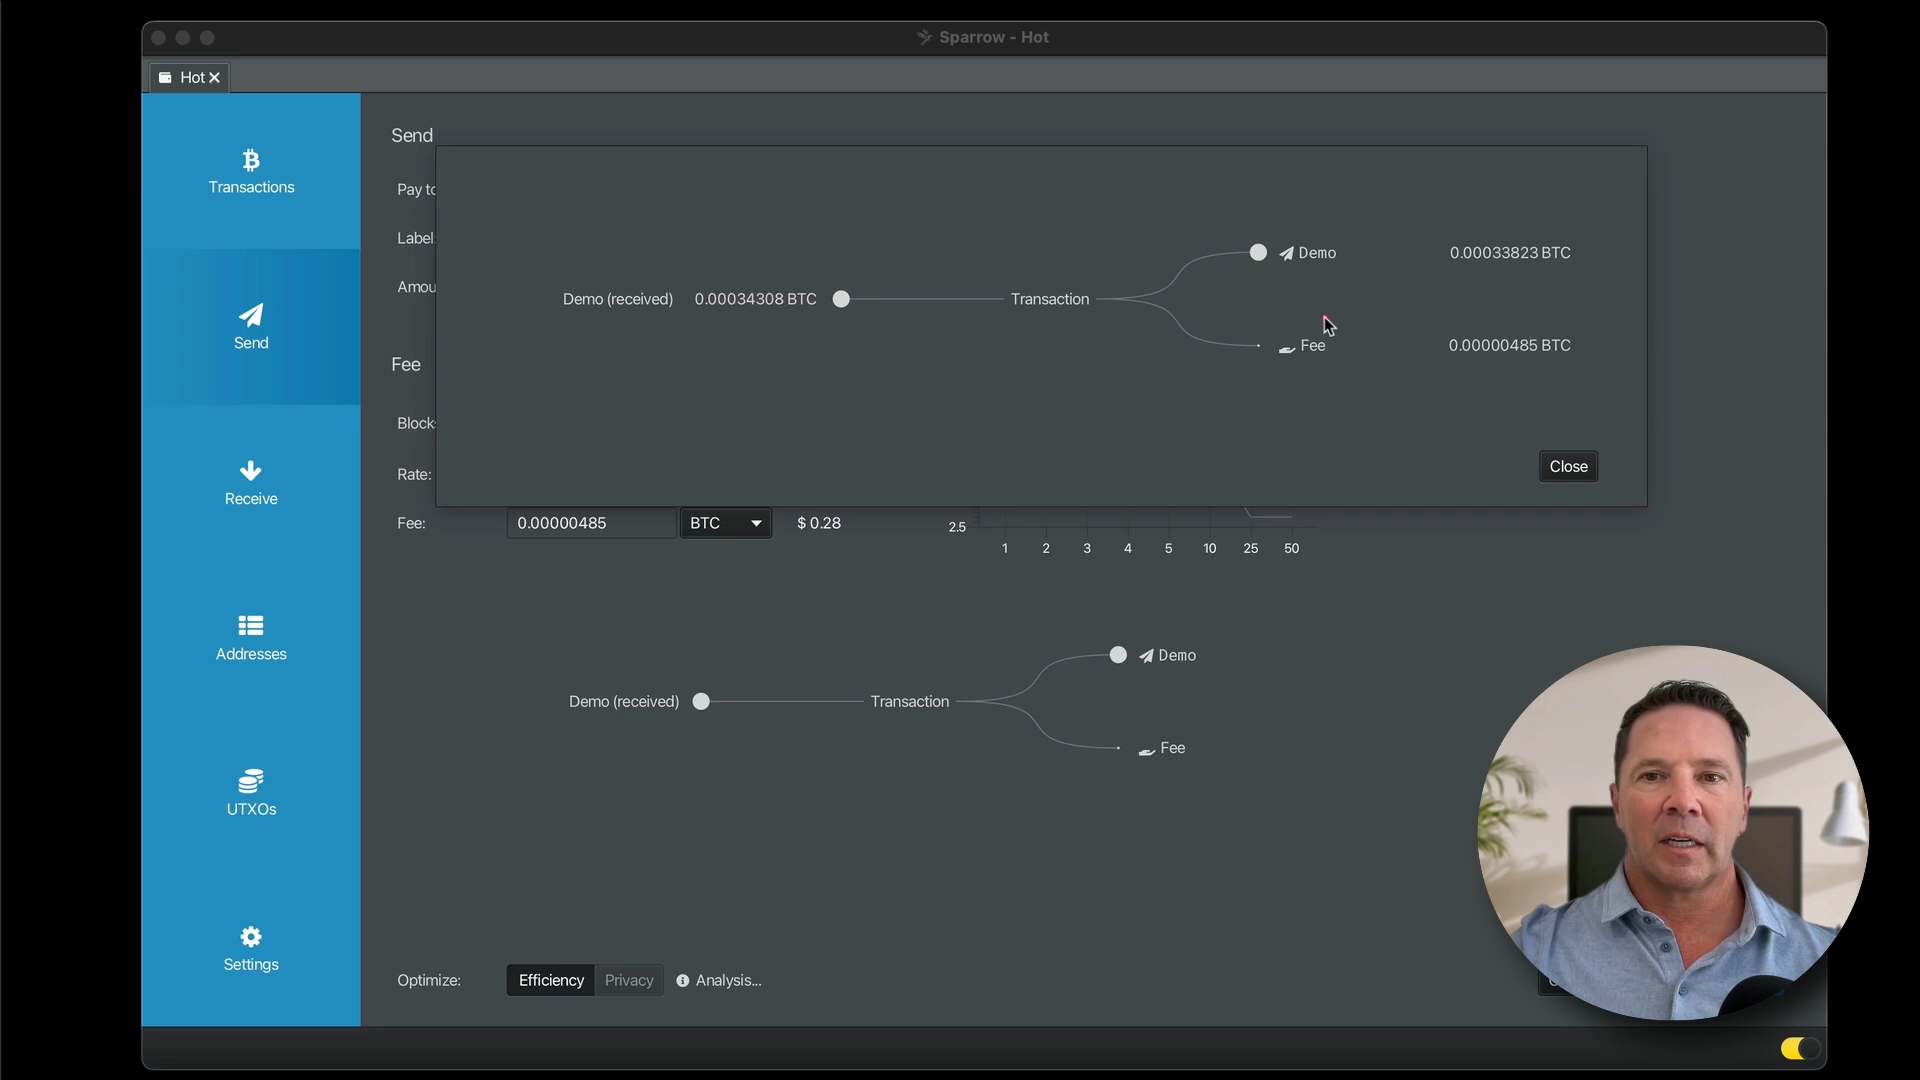 Sparrow - Hot
Hot
Transactions
Send
Receive
Addresses
UTXOs
Settings
Send
Pay to
Label:
Fee
Rate:
Fee: 0.00000485 BTC $ 0.28
Demo (received) 0.00034308 BTC Transaction
Demo 0.00033823 BTC
Fee 0.00000485 BTC
Close
2.5
1 2 3 4 5 10 25 50
Demo (received) Transaction
Demo
Fee
Optimize: Efficiency Privacy Analysis...